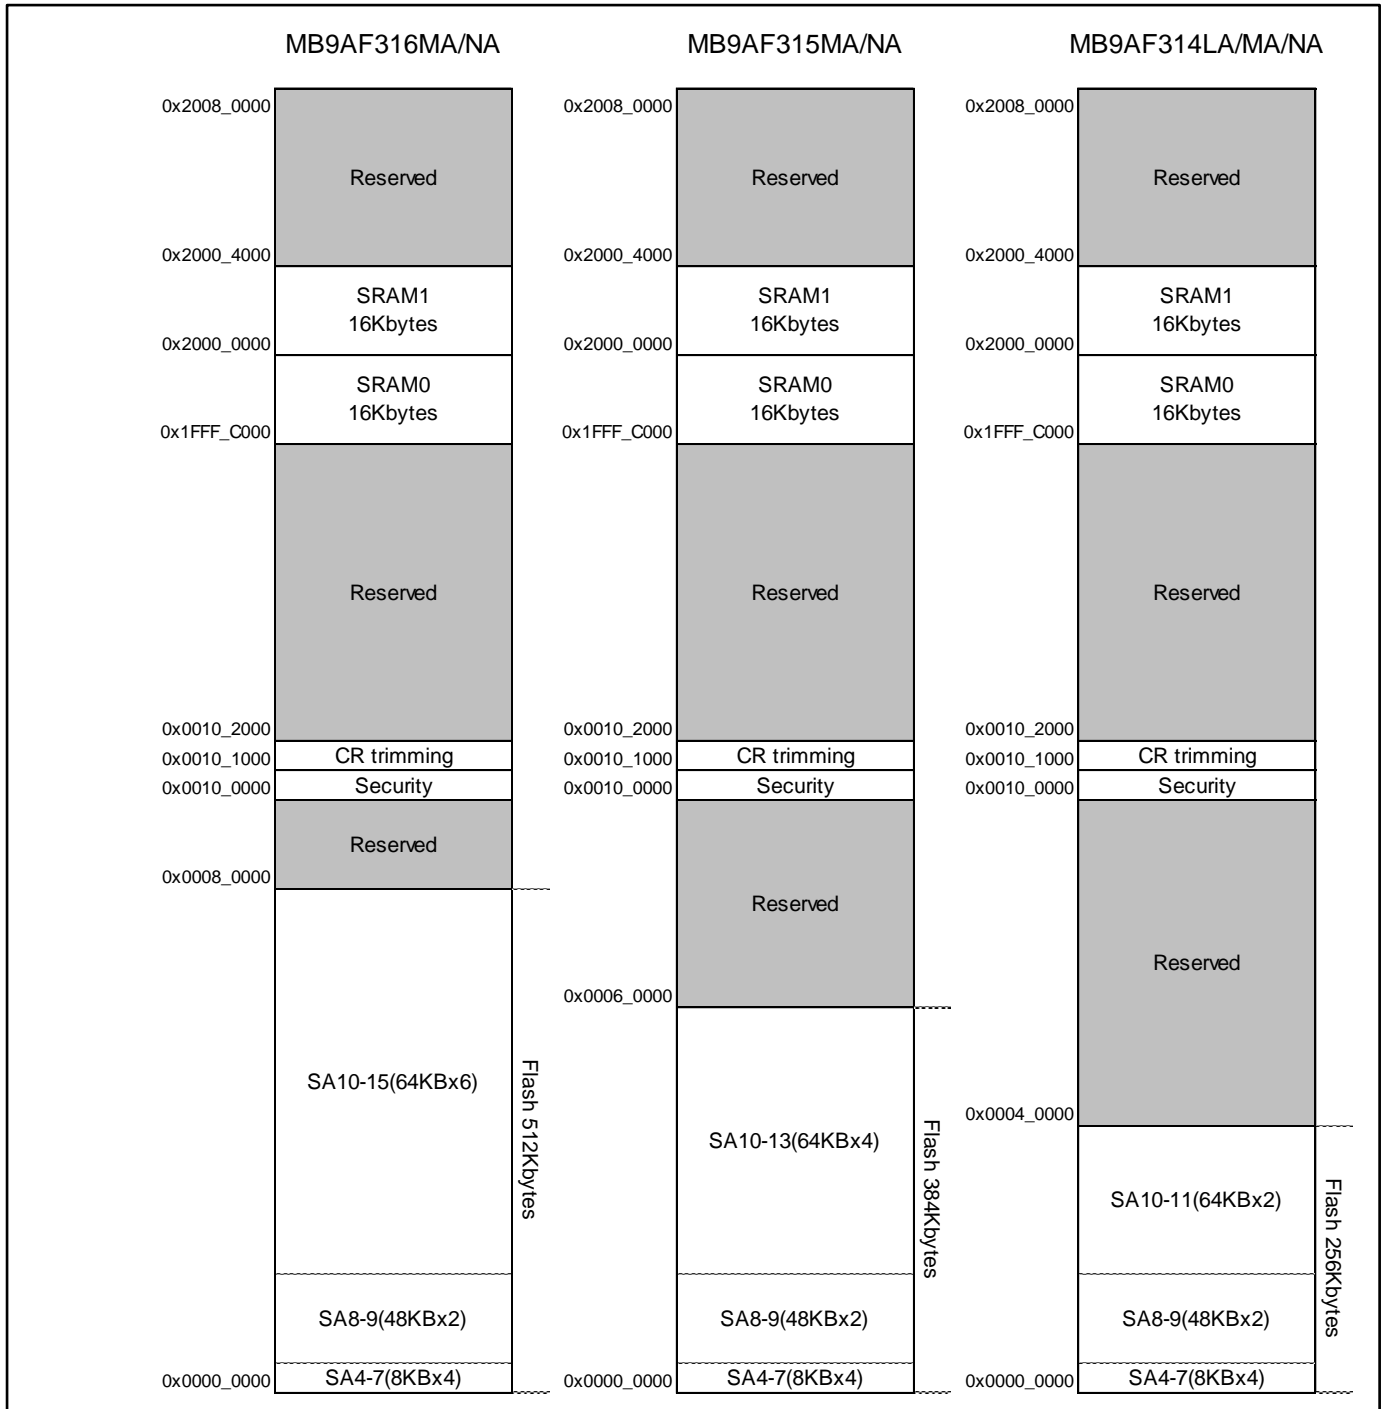 MB9AF316MA/NA
0x2008_0000
Reserved
0x2000_4000
SRAM1
16Kbytes
0x2000_0000
SRAM0
16Kbytes
0x1FFF_C000
Reserved
0x0010_2000
CR trimming
0x0010_1000
Security
0x0010_0000
Reserved
0x0008_0000
SA10-15(64KBx6)
Flash 512Kbytes
SA8-9(48KBx2)
SA4-7(8KBx4)
0x0000_0000
MB9AF315MA/NA
0x2008_0000
Reserved
0x2000_4000
SRAM1
16Kbytes
0x2000_0000
SRAM0
16Kbytes
0x1FFF_C000
Reserved
0x0010_2000
CR trimming
0x0010_1000
Security
0x0010_0000
Reserved
0x0006_0000
SA10-13(64KBx4)
Flash 384Kbytes
SA8-9(48KBx2)
SA4-7(8KBx4)
0x0000_0000
MB9AF314LA/MA/NA
0x2008_0000
Reserved
0x2000_4000
SRAM1
16Kbytes
0x2000_0000
SRAM0
16Kbytes
0x1FFF_C000
Reserved
0x0010_2000
CR trimming
0x0010_1000
Security
0x0010_0000
Reserved
0x0004_0000
SA10-11(64KBx2)
Flash 256Kbytes
SA8-9(48KBx2)
SA4-7(8KBx4)
0x0000_0000